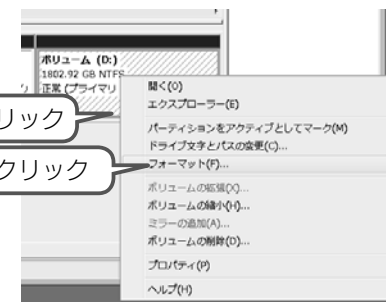 ボリューム (D:)
1802.92 GB NTFS
正常 (プライマリ
リック
クリック
開く(O)
エクスプローラー(E)
パーティションをアクティブとしてマーク(M)
ドライブ文字とパスの変更(C)...
フォーマット(F)...
ボリュームの拡張(X)...
ボリュームの縮小(H)...
ミラーの追加(A)...
ボリュームの削除(D)...
プロパティ(P)
ヘルプ(H)